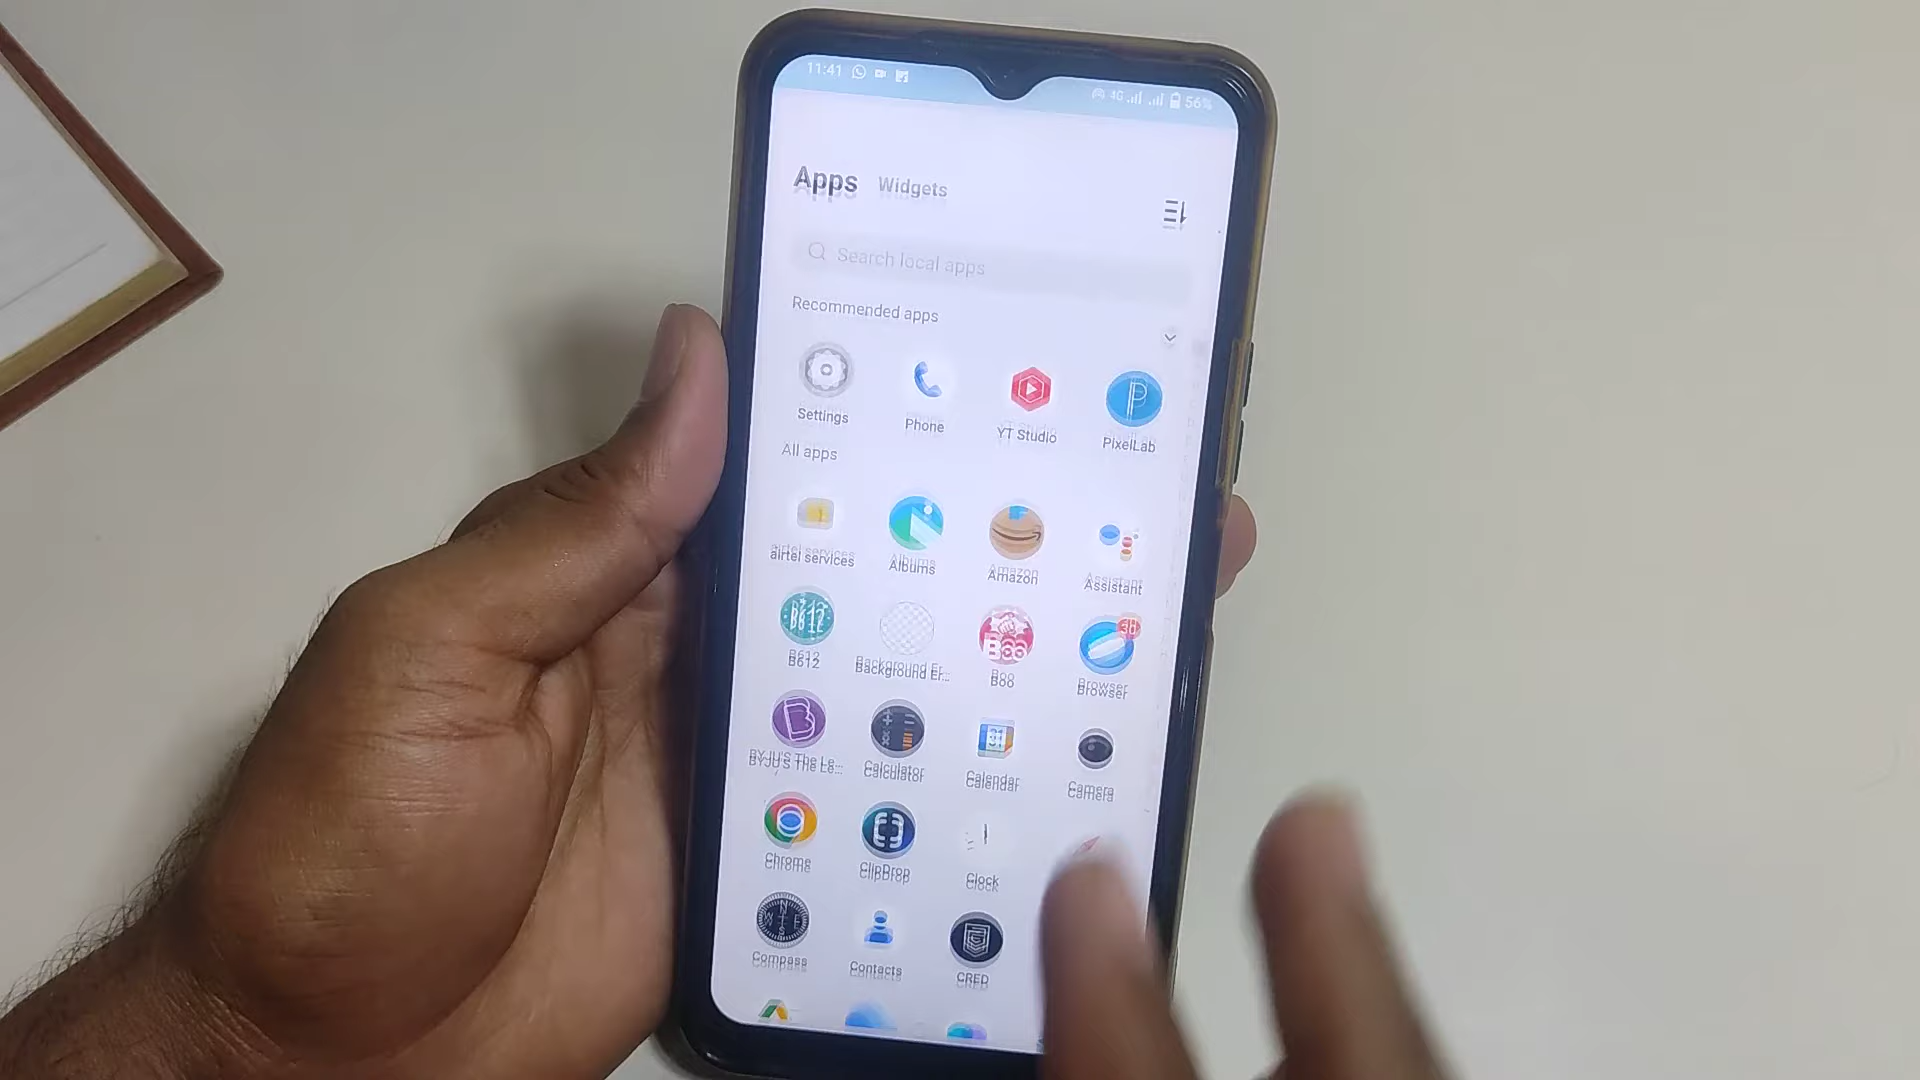 11:41 4G 56%
Apps Widgets
Search local apps
Recommended apps
Settings Phone YT Studio PixelLab
All apps
airtel services Albums Amazon Assistant
B612 Background Er... Boo Browser
BYJU'S The Le... Calculator Calendar Camera
Chrome ClipDrop Clock
Compass Contacts CRED